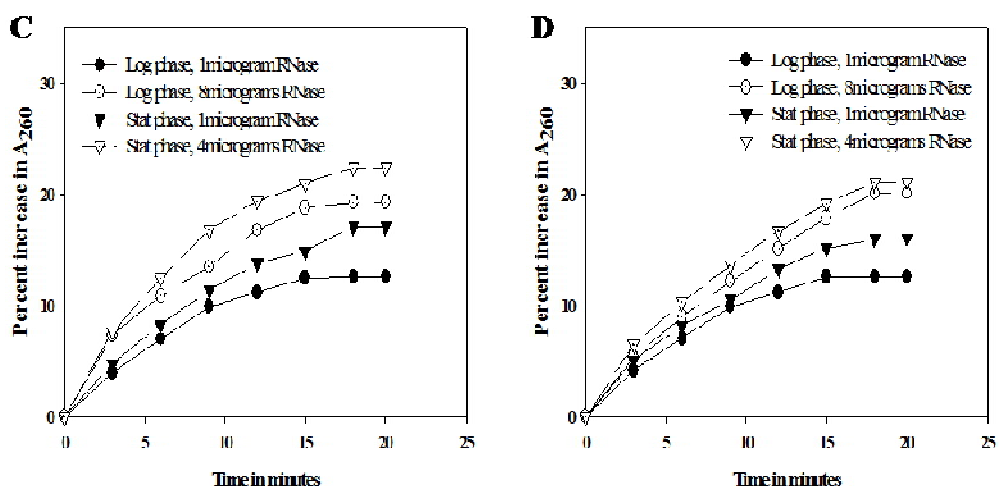 C
Log phase, 1microgram RNase
Log phase, 8micrograms RNase
Stat phase, 1microgram RNase
Stat phase, 4micrograms RNase
Percent increase in A260
30
20
10
0
0 5 10 15 20 25
Time in minutes
D
Log phase, 1microgram RNase
Log phase, 8micrograms RNase
Stat phase, 1microgram RNase
Stat phase, 4micrograms RNase
Percent increase in A260
30
20
10
0
0 5 10 15 20 25
Time in minutes